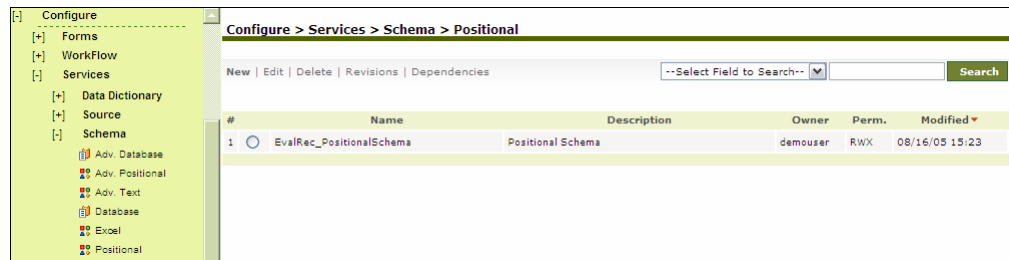 [-] Configure
[+] Forms
[+] WorkFlow
[-] Services
[+] Data Dictionary
[+] Source
[-] Schema
Adv. Database
Adv. Positional
Adv. Text
Database
Excel
Positional
Configure > Services > Schema > Positional
New | Edit | Delete | Revisions | Dependencies
--Select Field to Search-- Search
# Name Description Owner Perm. Modified
1 EvalRec_PositionalSchema Positional Schema demouser RWX 08/16/05 15:23